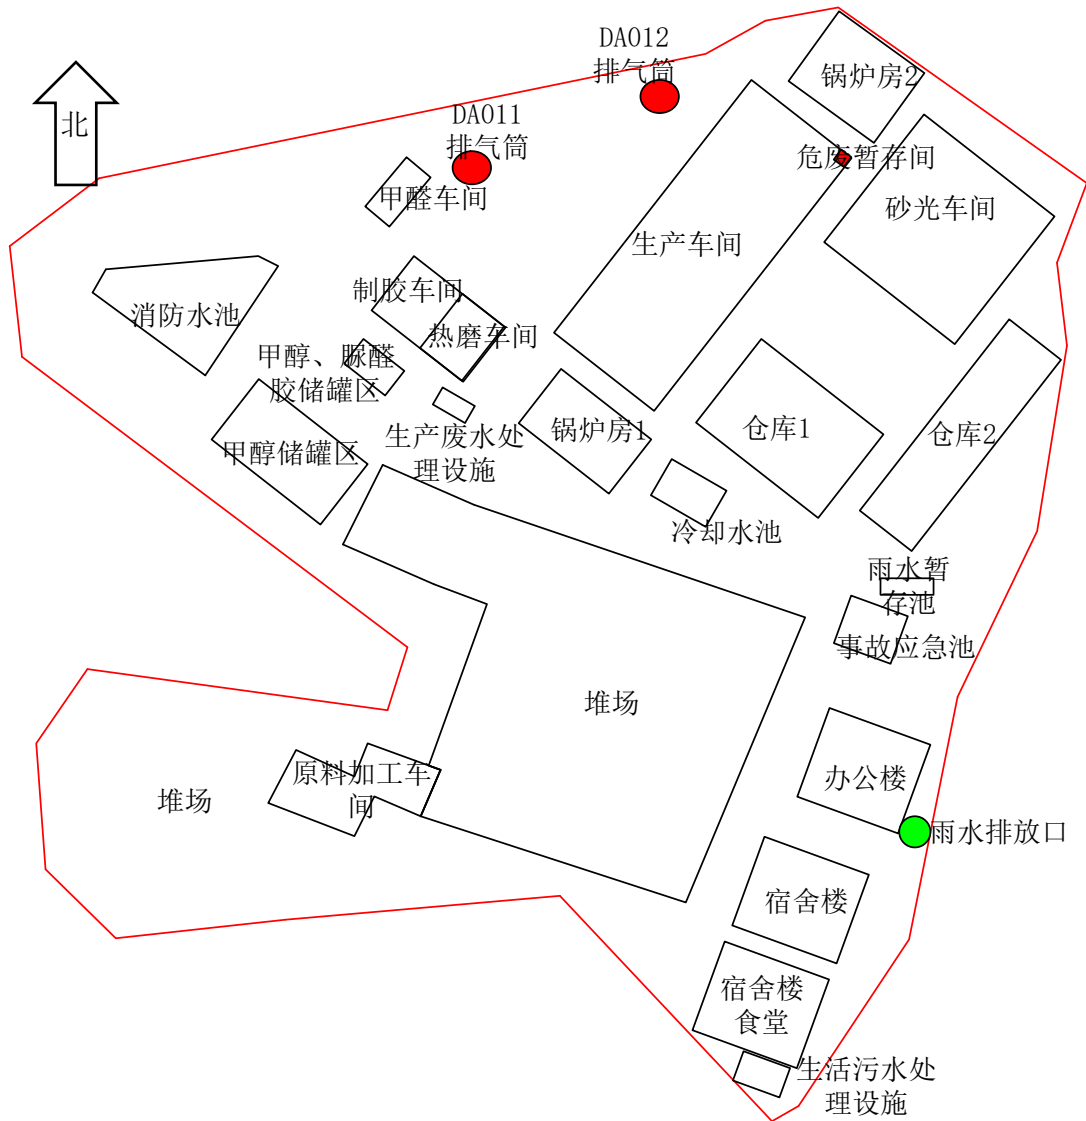 DA012
排气筒
锅炉房2
北
DA011
排气筒
危废暂存间
甲醛车间
砂光车间
生产车间
制胶车间
消防水池
热磨车间
甲醇、脲醛
胶储罐区
锅炉房1
仓库1
仓库2
生产废水处
理设施
甲醇储罐区
冷却水池
雨水暂
存池
事故应急池
堆场
原料加工车
间
办公楼
堆场
雨水排放口
宿舍楼
宿舍楼
食堂
生活污水处
理设施